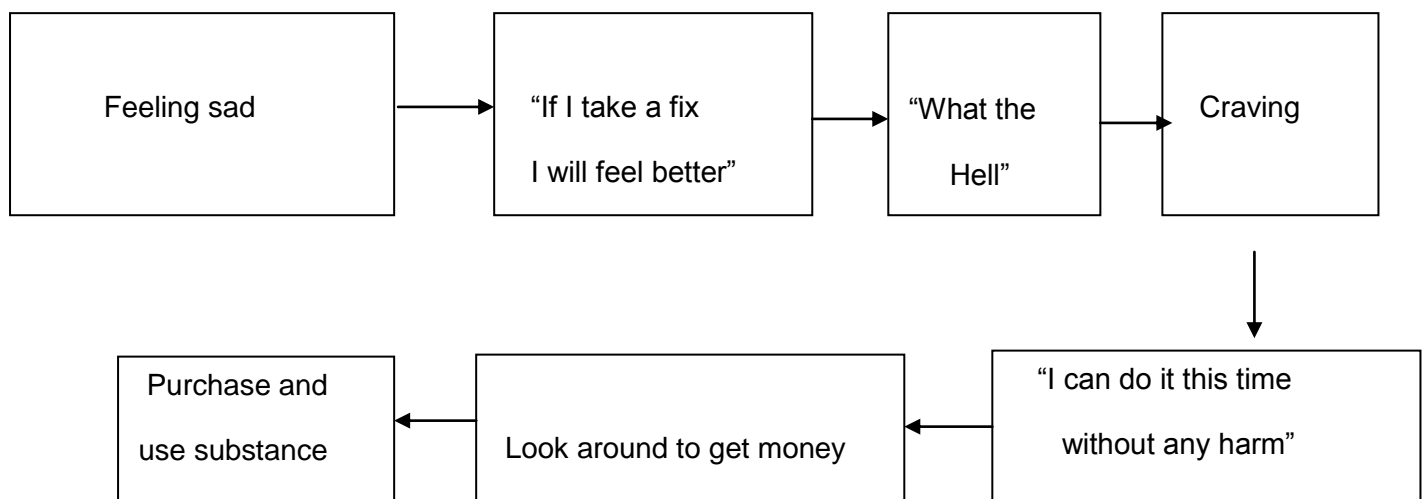 Feeling sad
“If I take a fix
I will feel better”
“What the
Hell”
Craving
“I can do it this time
without any harm”
Look around to get money
Purchase and
use substance